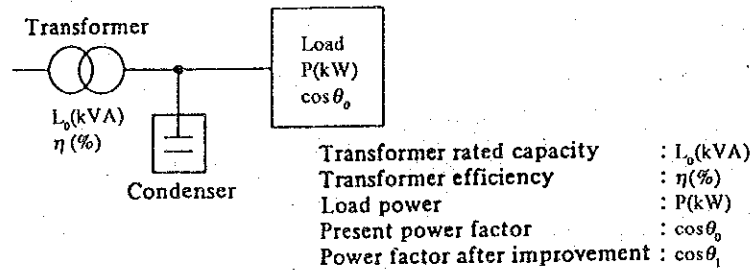 Transformer
L₀(kVA)
η(%)
Condenser
Load
P(kW)
cosθ₀
Transformer rated capacity : L₀(kVA)
Transformer efficiency : η(%)
Load power : P(kW)
Present power factor : cosθ₀
Power factor after improvement : cosθ₁